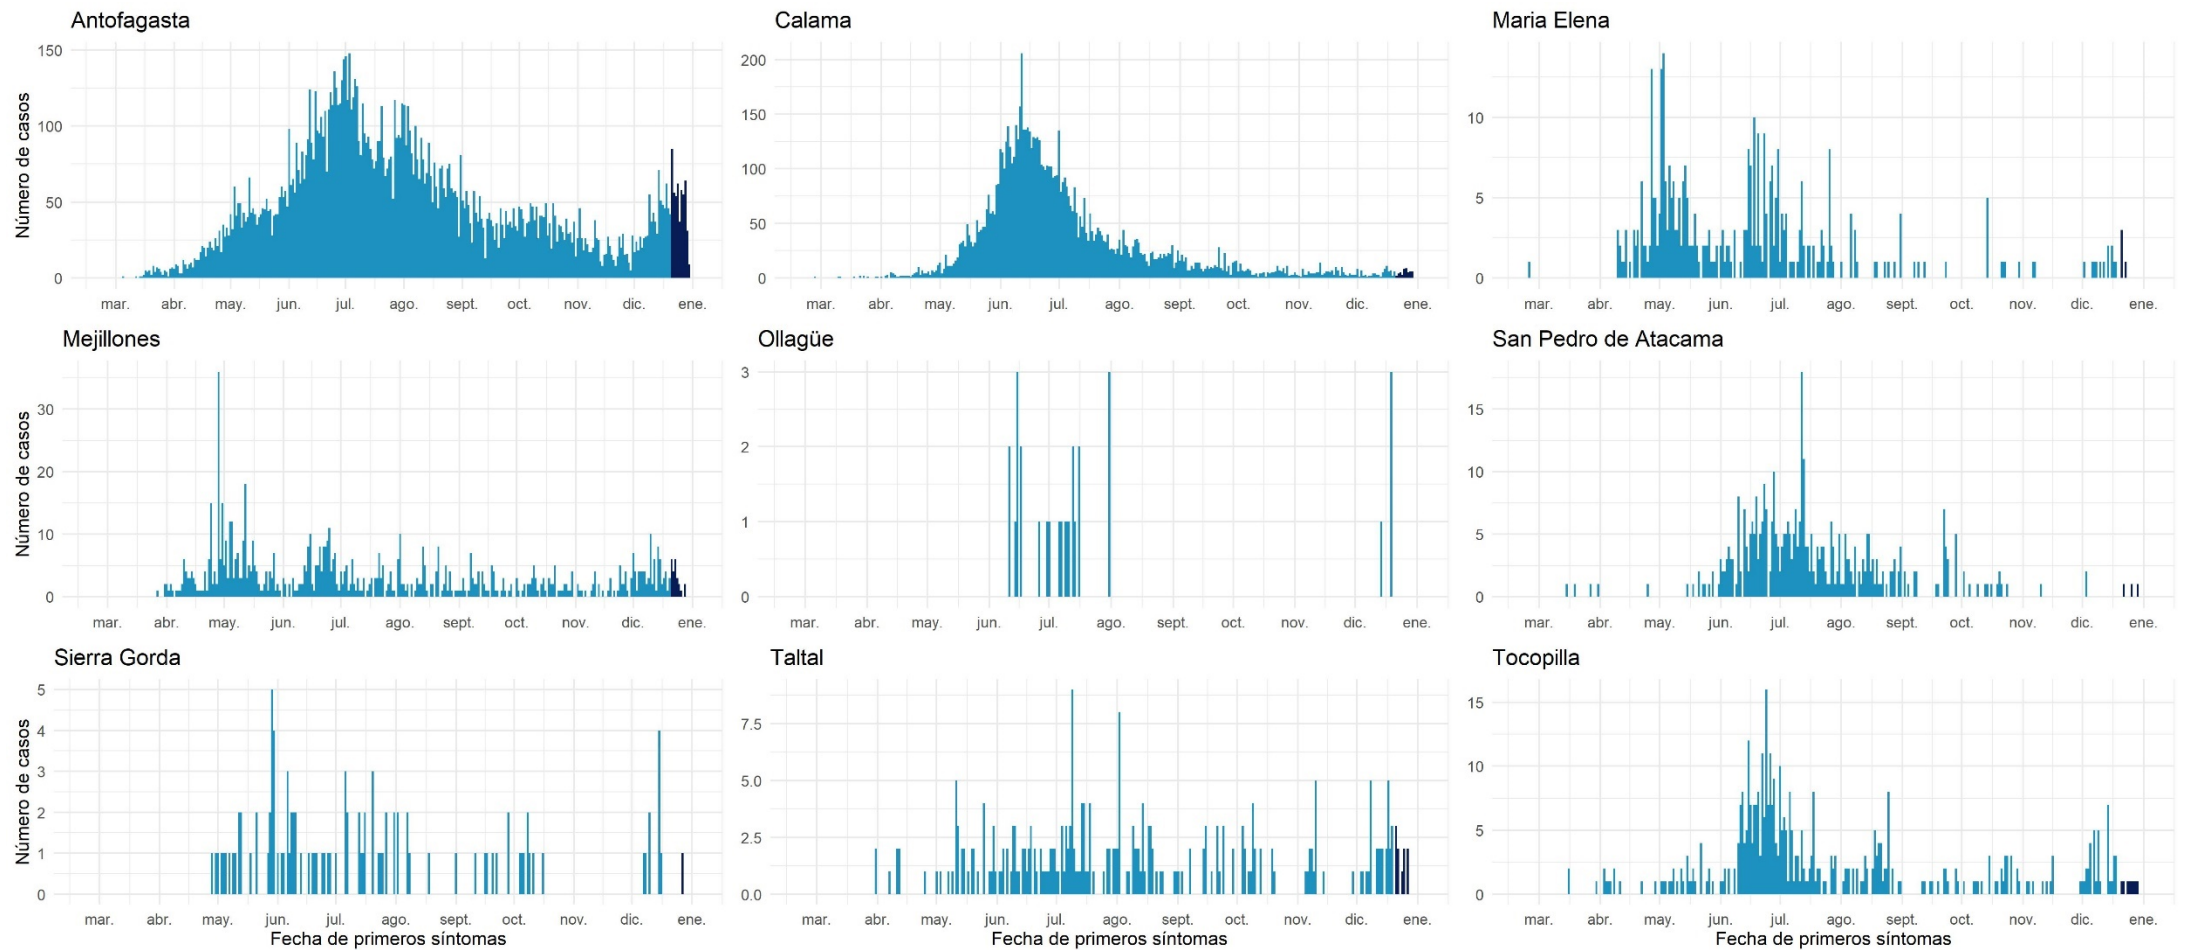 Antofagasta
Calama
Maria Elena
Número de casos
150
100
50
0
200
150
100
50
0
10
5
0
mar. abr. may. jun. jul. ago. sept. oct. nov. dic. ene.
mar. abr. may. jun. jul. ago. sept. oct. nov. dic. ene.
mar. abr. may. jun. jul. ago. sept. oct. nov. dic. ene.
Mejillones
Ollagüe
San Pedro de Atacama
Número de casos
30
20
10
0
3
2
1
0
15
10
5
0
mar. abr. may. jun. jul. ago. sept. oct. nov. dic. ene.
mar. abr. may. jun. jul. ago. sept. oct. nov. dic. ene.
mar. abr. may. jun. jul. ago. sept. oct. nov. dic. ene.
Sierra Gorda
Taltal
Tocopilla
Número de casos
5
4
3
2
1
0
7.5
5.0
2.5
0.0
15
10
5
0
mar. abr. may. jun. jul. ago. sept. oct. nov. dic. ene.
mar. abr. may. jun. jul. ago. sept. oct. nov. dic. ene.
mar. abr. may. jun. jul. ago. sept. oct. nov. dic. ene.
Fecha de primeros síntomas
Fecha de primeros síntomas
Fecha de primeros síntomas